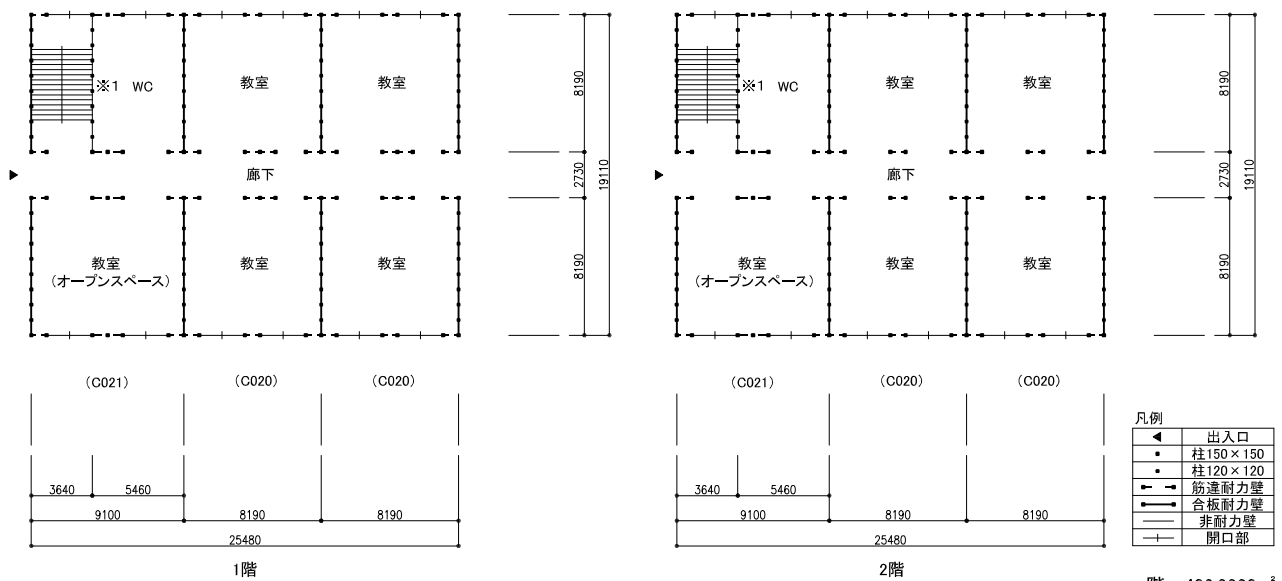 ※1 WC
教室
教室
廊下
教室
(オープンスペース)
教室
教室
8190
2730
8190
19110
(C021)
(C020)
(C020)
3640
5460
9100
8190
8190
25480
1階
※1 WC
教室
教室
廊下
教室
(オープンスペース)
教室
教室
8190
2730
8190
19110
(C021)
(C020)
(C020)
3640
5460
9100
8190
8190
25480
2階
凡例
出入口
柱150×150
柱120×120
筋違耐力壁
合板耐力壁
非耐力壁
開口部